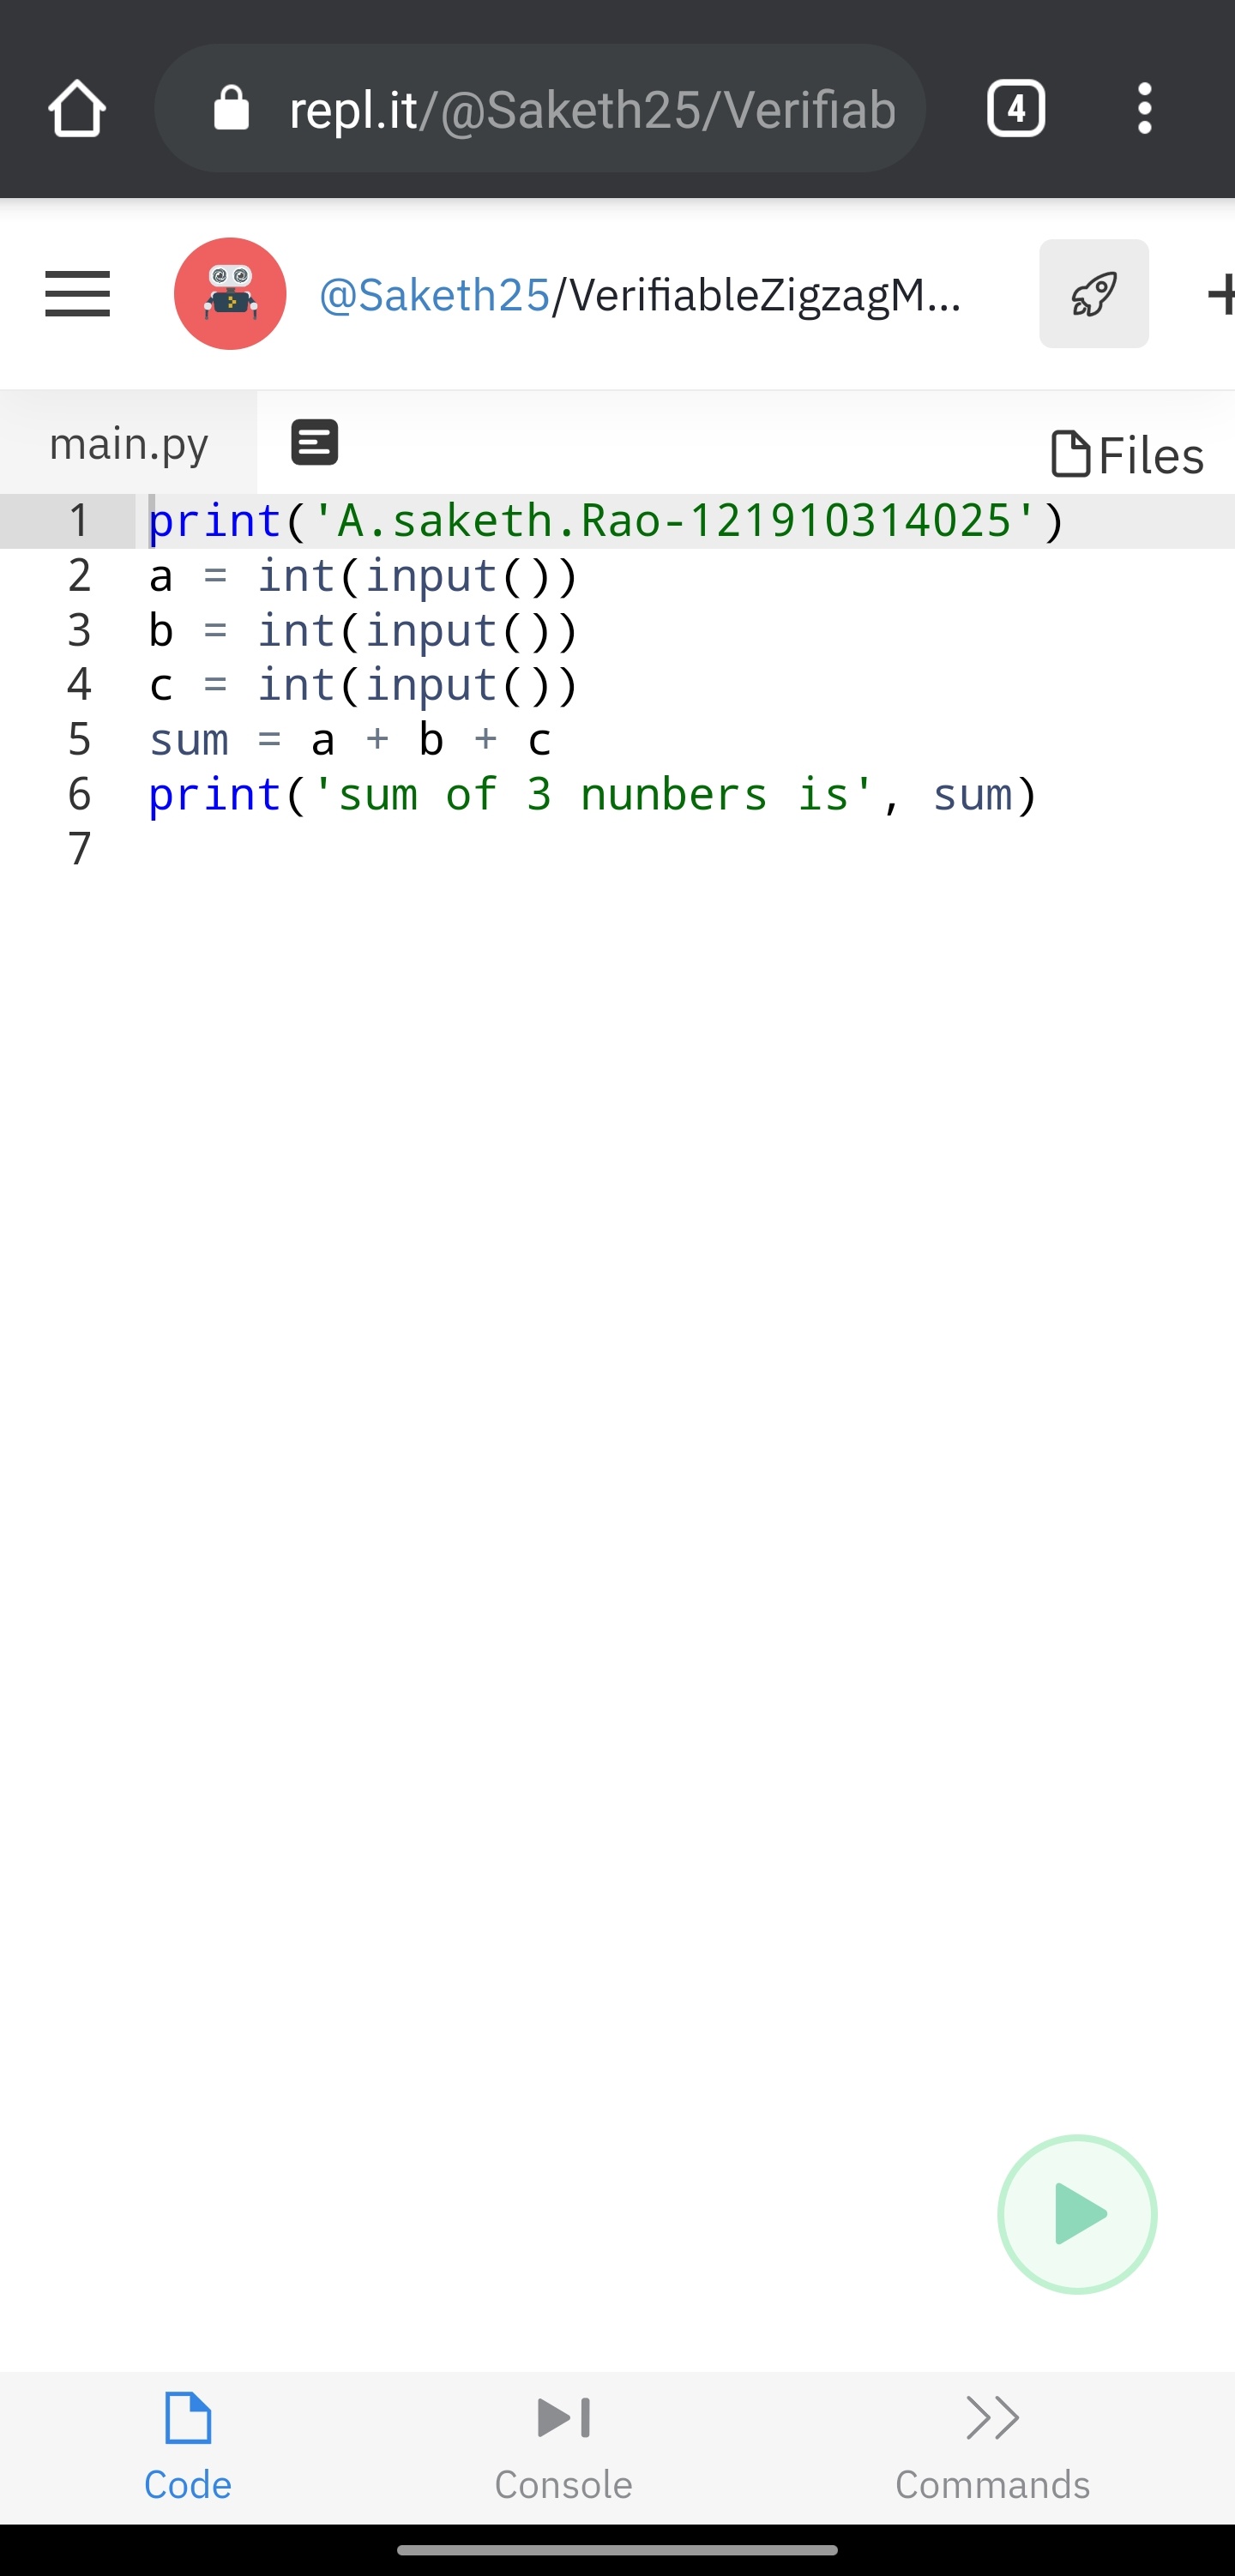 repl.it/@Saketh25/Verifiab
4
@Saketh25/VerifiableZigzagM...
main.py
Files
1 print('A.saketh.Rao-121910314025')
2 a = int(input())
3 b = int(input())
4 c = int(input())
5 sum = a + b + c
6 print('sum of 3 nunbers is', sum)
7
Code Console Commands